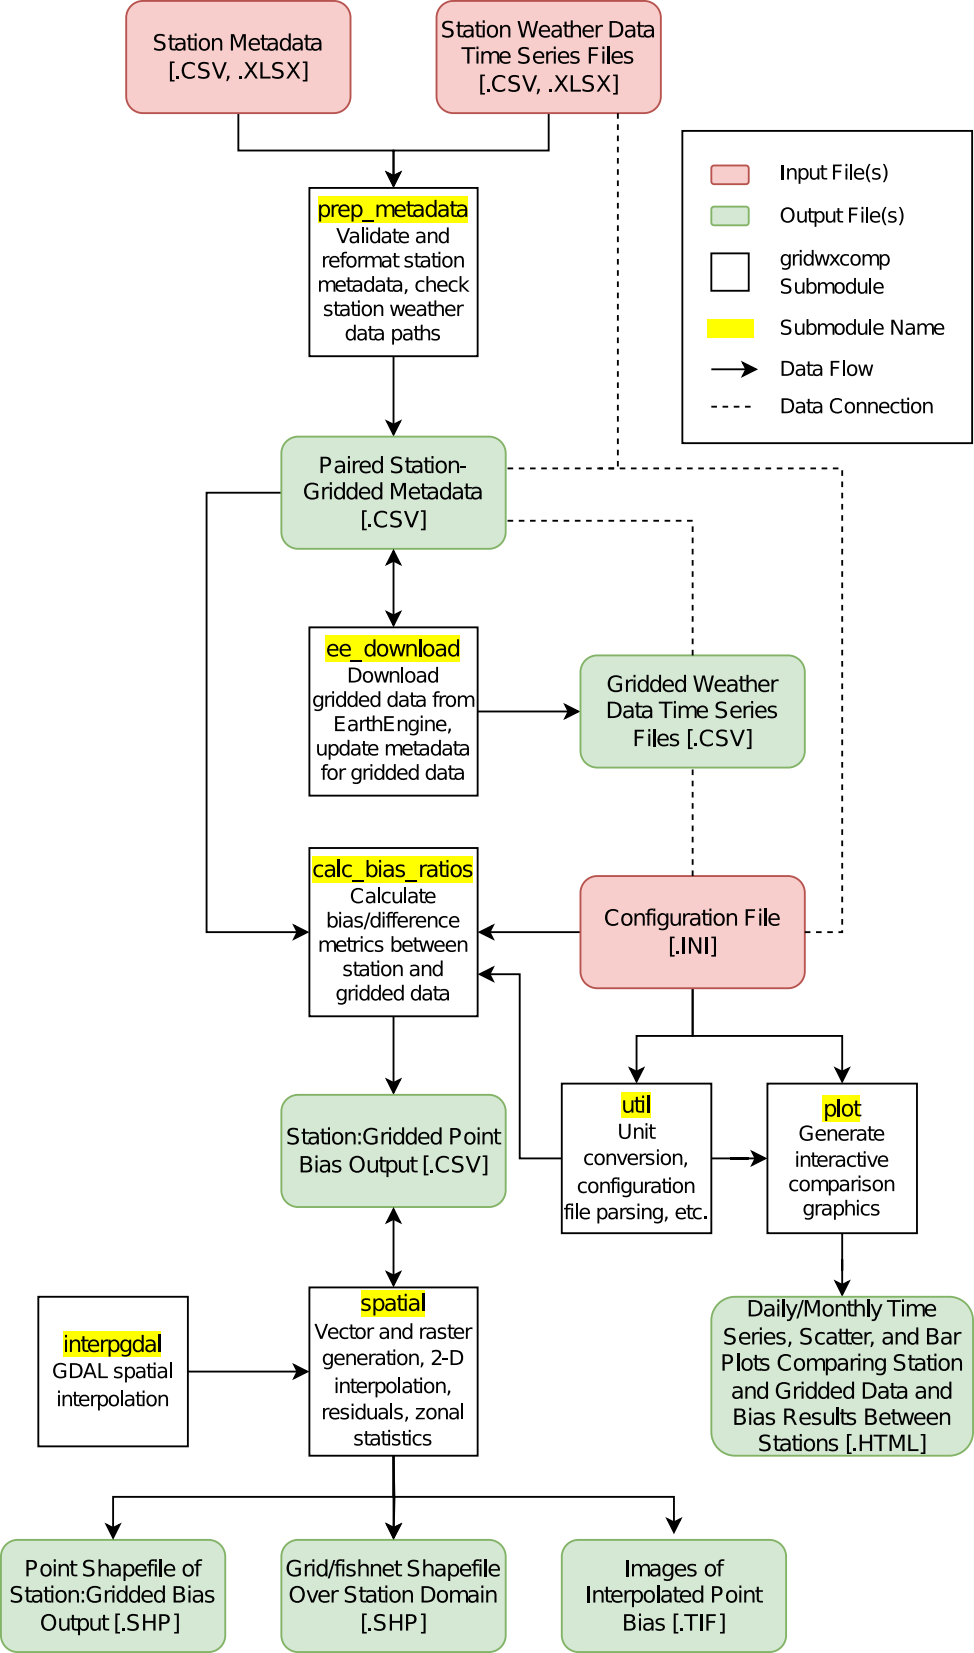 Station Metadata
[.CSV, .XLSX]
Station Weather Data
Time Series Files
[.CSV, .XLSX]
Input File(s)
Output File(s)
gridwxcomp
Submodule
Submodule Name
Data Flow
Data Connection
prep_metadata
Validate and
reformat station
metadata, check
station weather
data paths
Paired Station-
Gridded Metadata
[.CSV]
ee_download
Download
gridded data from
EarthEngine,
update metadata
for gridded data
Gridded Weather
Data Time Series
Files [.CSV]
calc_bias_ratios
Calculate
bias/difference
metrics between
station and
gridded data
Configuration File
[.INI]
util
Unit
conversion,
configuration
file parsing, etc.
plot
Generate
interactive
comparison
graphics
Station:Gridded Point
Bias Output [.CSV]
interpgdal
GDAL spatial
interpolation
spatial
Vector and raster
generation, 2-D
interpolation,
residuals, zonal
statistics
Daily/Monthly Time
Series, Scatter, and Bar
Plots Comparing Station
and Gridded Data and
Bias Results Between
Stations [.HTML]
Point Shapefile of
Station:Gridded Bias
Output [.SHP]
Grid/fishnet Shapefile
Over Station Domain
[.SHP]
Images of
Interpolated Point
Bias [.TIF]